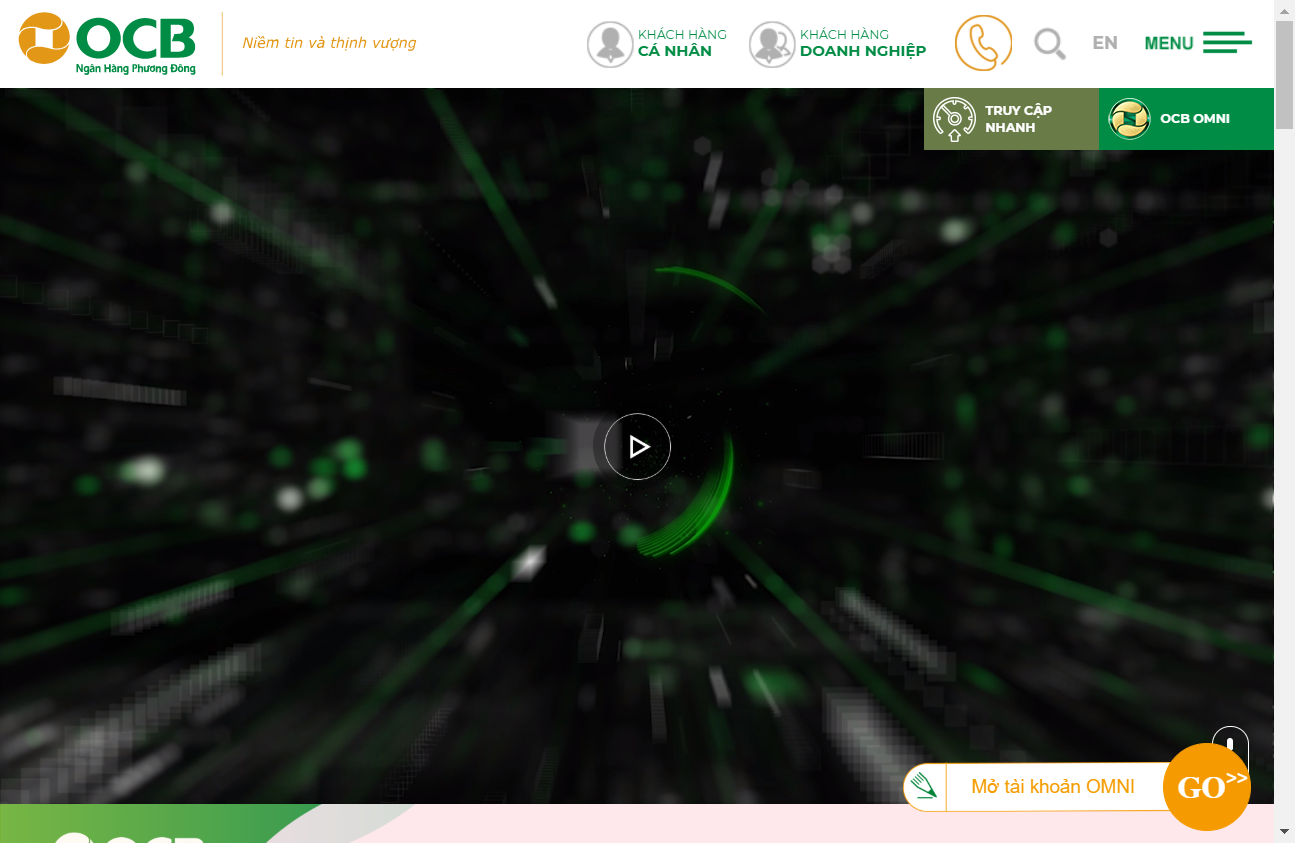 OCB
Ngân Hàng Phương Đông
Niềm tin và thịnh vượng
KHÁCH HÀNG
CÁ NHÂN
KHÁCH HÀNG
DOANH NGHIỆP
EN
MENU
TRUY CẬP
NHANH
OCB OMNI
Mở tài khoản OMNI
GO>>
OCB